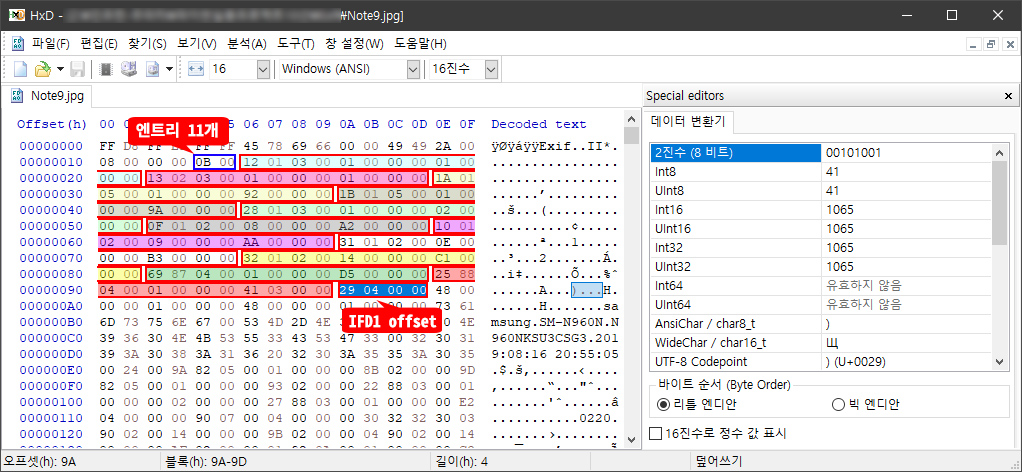 HxD - #Note9.jpg]
파일(F) 편집(E) 찾기(S) 보기(V) 분석(A) 도구(T) 창 설정(W) 도움말(H)
16 Windows (ANSI) 16진수
Note9.jpg
Offset(h) 00 06 07 08 09 0A 0B 0C 0D 0E 0F Decoded text
엔트리 11개
00000000 FF D8 FF FF 45 78 69 66 00 00 49 49 2A 00 ÿØÿáÿÿExif..II*.
00000010 08 00 00 00 0B 00 12 01 03 00 01 00 00 00 01 00 ................
00000020 00 00 13 02 03 00 01 00 00 00 01 00 00 00 1A 01 ................
00000030 05 00 01 00 00 00 92 00 00 00 1B 01 05 00 01 00 ......’.........
00000040 00 00 9A 00 00 00 28 01 03 00 01 00 00 00 02 00 ..š...(.........
00000050 00 00 0F 01 02 00 08 00 00 00 A2 00 00 00 10 01 ..........¢.....
00000060 02 00 09 00 00 00 AA 00 00 00 31 01 02 00 0E 00 ......ª...1.....
00000070 00 00 B3 00 00 00 32 01 02 00 14 00 00 00 C1 00 ..³...2.......Á.
00000080 00 00 69 87 04 00 01 00 00 00 D5 00 00 00 25 88 ..i‡......Õ...%ˆ
00000090 04 00 01 00 00 00 41 03 00 00 29 04 00 00 48 00 ......A...)...H.
000000A0 00 00 01 00 00 00 48 00 00 00 01 00 00 00 73 61 ......H.......sa
IFD1 offset
000000B0 6D 73 75 6E 67 00 53 4D 2D 4E 4E msung.SM-N960N.N
000000C0 39 36 30 4E 4B 53 55 33 43 53 47 33 00 32 30 31 960NKSU3CSG3.201
000000D0 39 3A 30 38 3A 31 36 20 32 30 3A 35 35 3A 30 35 9:08:16 20:55:05
000000E0 00 24 00 9A 82 05 00 01 00 00 00 8B 02 00 00 9D .$.š‚......‹....
000000F0 82 05 00 01 00 00 00 93 02 00 00 22 88 03 00 01 ‚......“..."ˆ...
00000100 00 00 00 02 00 00 00 27 88 03 00 01 00 00 00 E2 .......'ˆ......â
00000110 04 00 00 00 90 07 00 04 00 00 00 30 32 32 30 03 ...........0220.
00000120 90 02 00 14 00 00 00 9B 02 00 00 04 90 02 00 14 .......›........
Special editors
데이터 변환기
2진수 (8 비트) 00101001
Int8 41
UInt8 41
Int16 1065
UInt16 1065
Int32 1065
UInt32 1065
Int64 유효하지 않음
UInt64 유효하지 않음
AnsiChar / char8_t )
WideChar / char16_t Щ
UTF-8 Codepoint ) (U+0029)
바이트 순서 (Byte Order)
리틀 엔디안 빅 엔디안
16진수로 정수 값 표시
오프셋(h): 9A 블록(h): 9A-9D 길이(h): 4 덮어쓰기